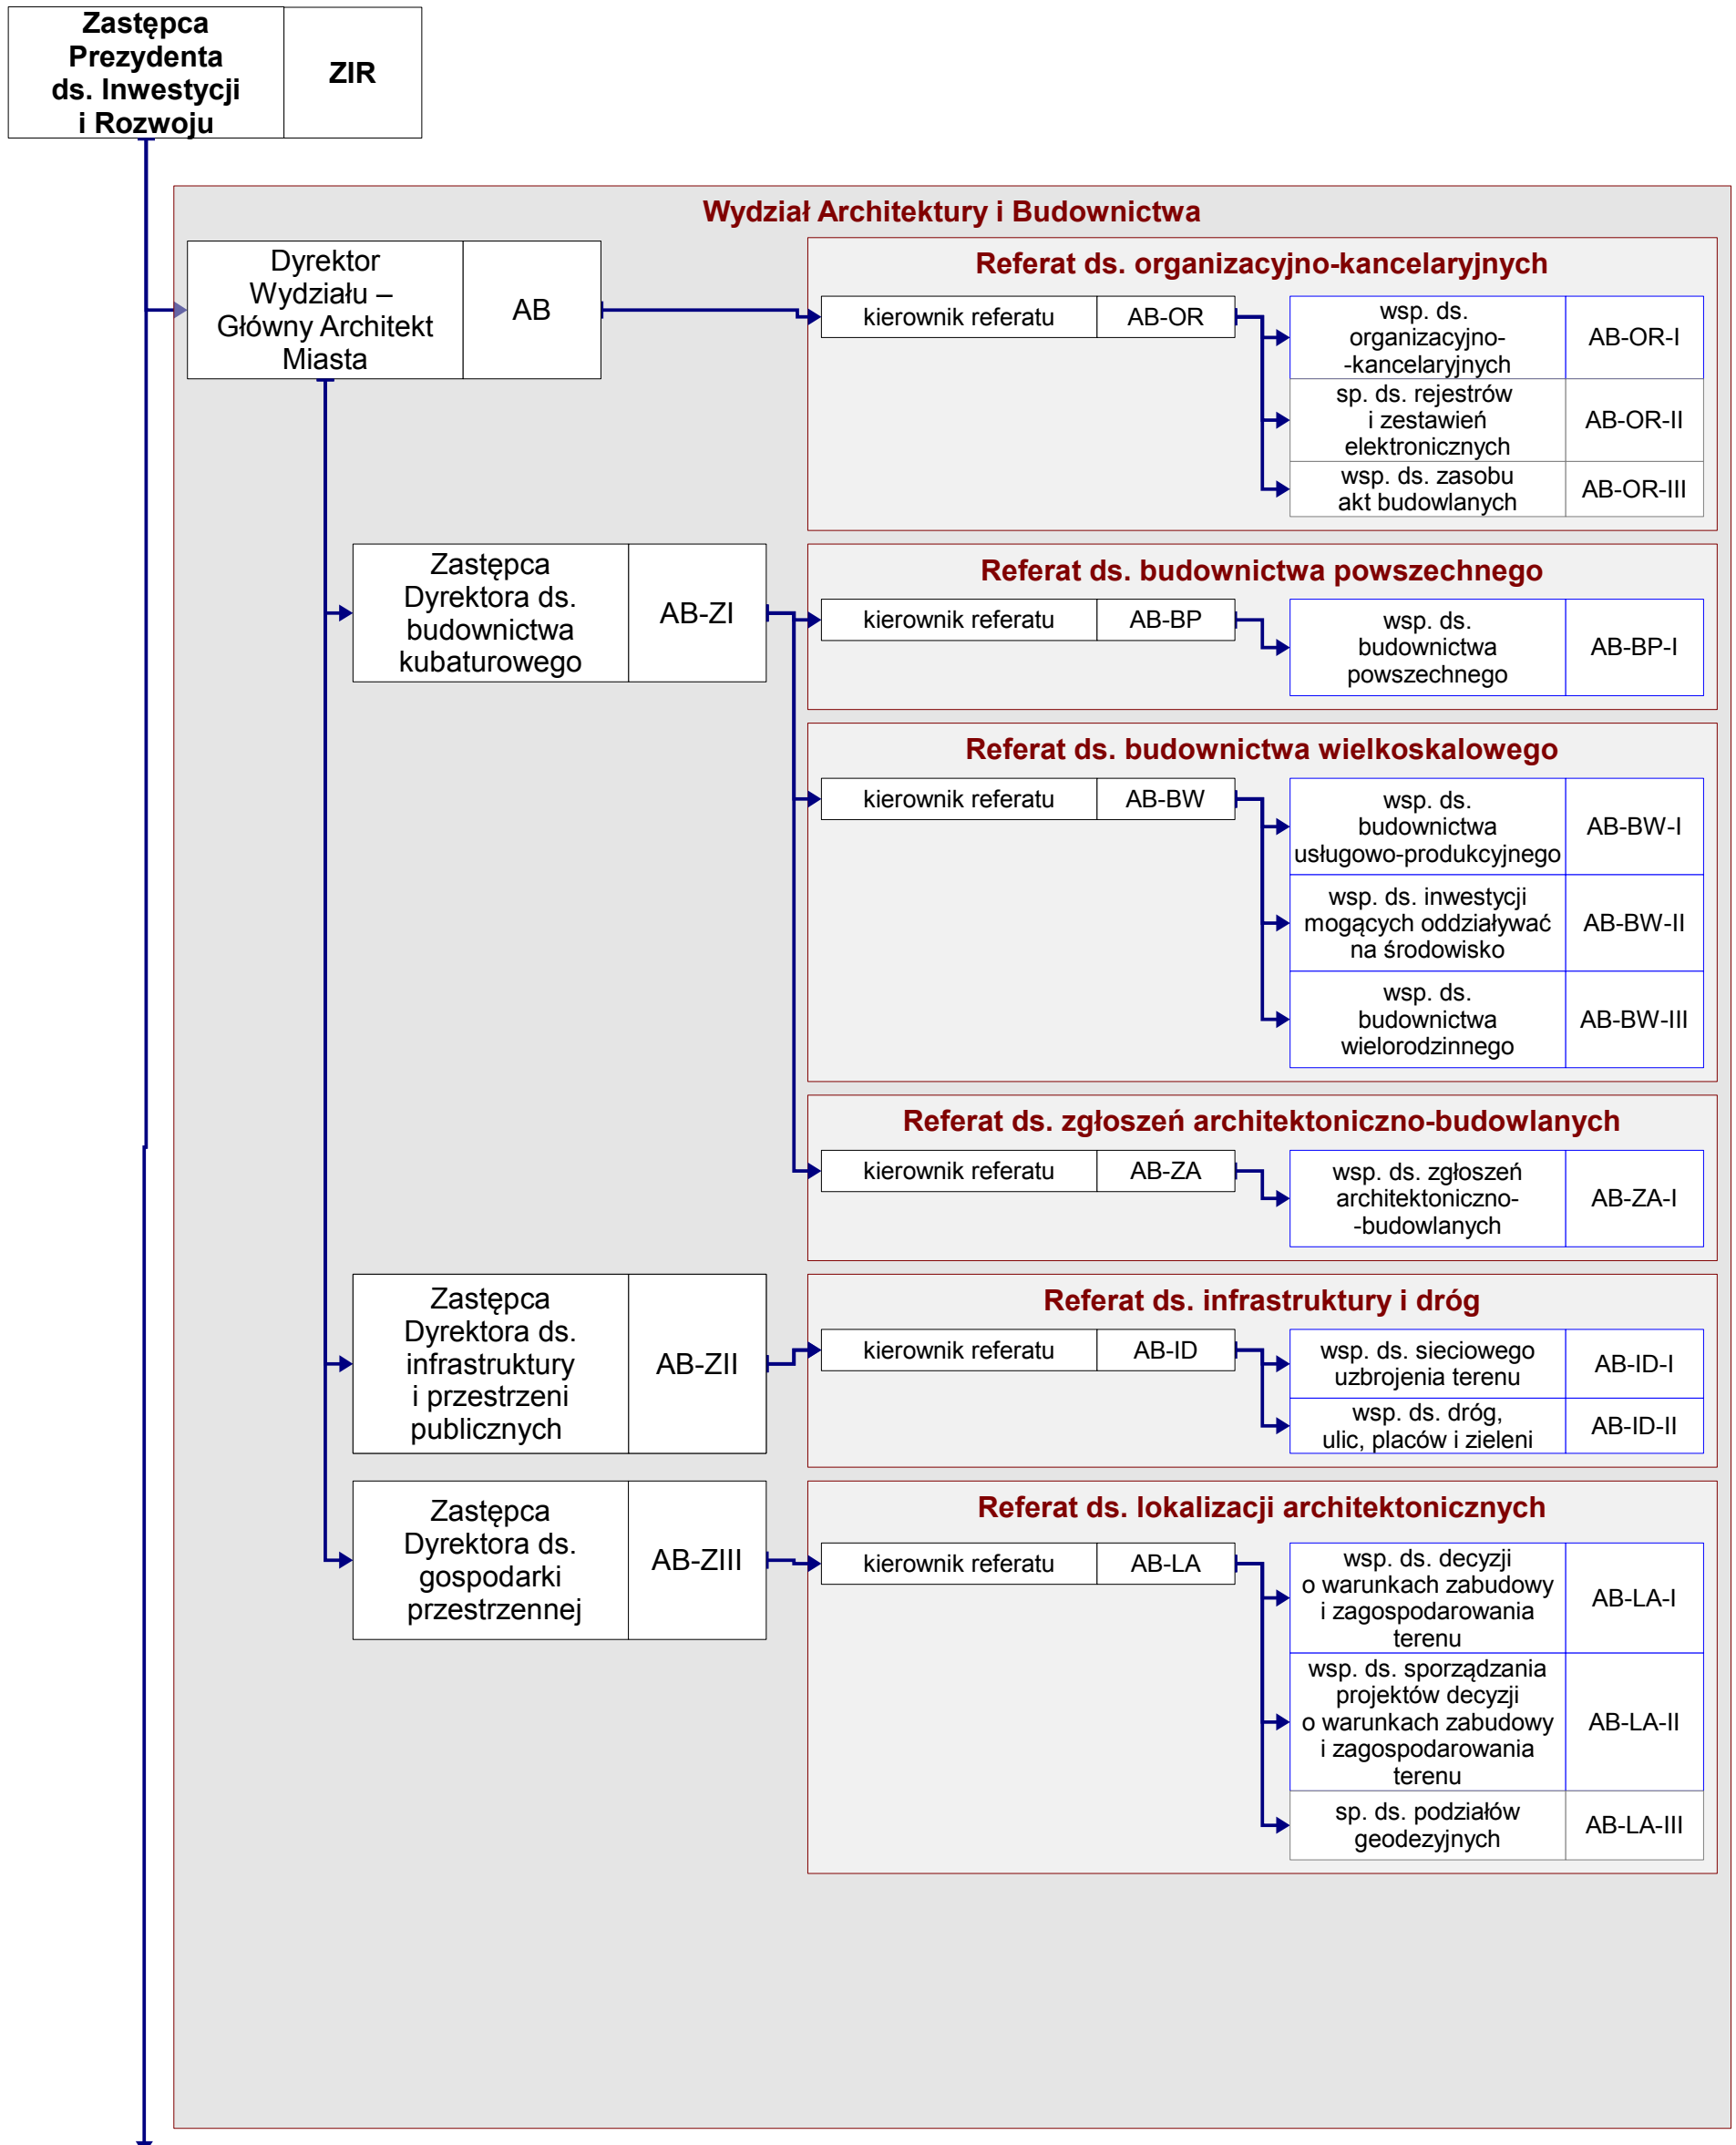 Zastępca
Prezydenta
ds. Inwestycji
i Rozwoju
ZIR
Wydział Architektury i Budownictwa
Dyrektor
Wydziału –
Główny Architekt
Miasta
AB
Referat ds. organizacyjno-kancelaryjnych
kierownik referatu
AB-OR
wsp. ds.
organizacyjno-
-kancelaryjnych
AB-OR-I
sp. ds. rejestrów
i zestawień
elektronicznych
AB-OR-II
wsp. ds. zasobu
akt budowlanych
AB-OR-III
Zastępca
Dyrektora ds.
budownictwa
kubaturowego
AB-ZI
Referat ds. budownictwa powszechnego
kierownik referatu
AB-BP
wsp. ds.
budownictwa
powszechnego
AB-BP-I
Referat ds. budownictwa wielkoskalowego
kierownik referatu
AB-BW
wsp. ds.
budownictwa
usługowo-produkcyjnego
AB-BW-I
wsp. ds. inwestycji
mogących oddziaływać
na środowisko
AB-BW-II
wsp. ds.
budownictwa
wielorodzinnego
AB-BW-III
Referat ds. zgłoszeń architektoniczno-budowlanych
kierownik referatu
AB-ZA
wsp. ds. zgłoszeń
architektoniczno-
-budowlanych
AB-ZA-I
Zastępca
Dyrektora ds.
infrastruktury
i przestrzeni
publicznych
AB-ZII
Referat ds. infrastruktury i dróg
kierownik referatu
AB-ID
wsp. ds. sieciowego
uzbrojenia terenu
AB-ID-I
wsp. ds. dróg,
ulic, placów i zieleni
AB-ID-II
Zastępca
Dyrektora ds.
gospodarki
przestrzennej
AB-ZIII
Referat ds. lokalizacji architektonicznych
kierownik referatu
AB-LA
wsp. ds. decyzji
o warunkach zabudowy
i zagospodarowania
terenu
AB-LA-I
wsp. ds. sporządzania
projektów decyzji
o warunkach zabudowy
i zagospodarowania
terenu
AB-LA-II
sp. ds. podziałów
geodezyjnych
AB-LA-III